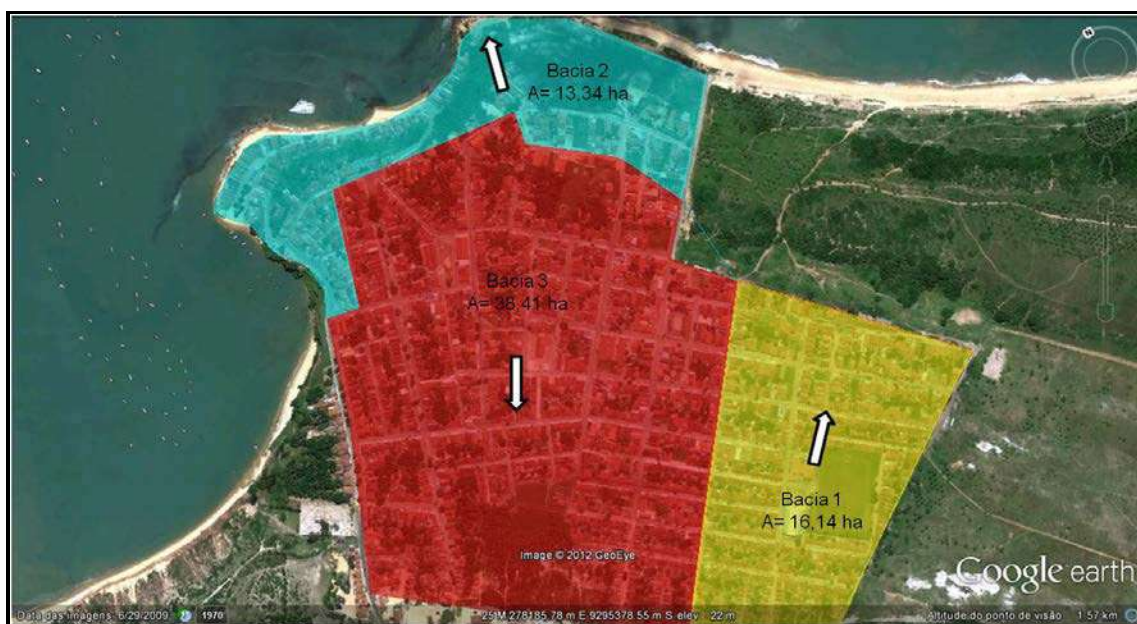 Bacia 2
A= 13,34 ha
Bacia 3
A= 38,41 ha
Bacia 1
A= 16,14 ha
Image © 2012 GeoEye
Google earth
Data das imagens: 6/29/2009 1970 25 M 278185.78 m E 9295378.55 m S elev 22 m Altitude do ponto de visão 1.57 km